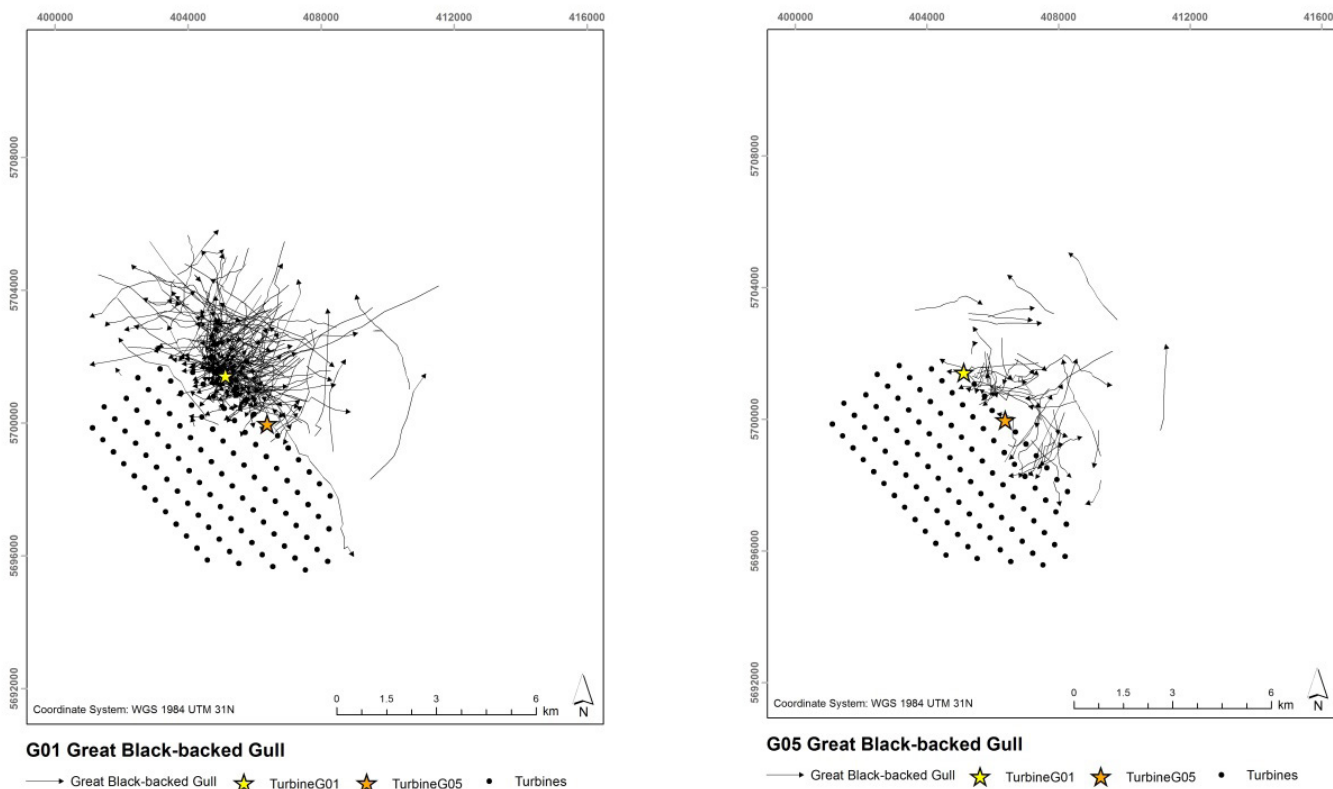 400000 404000 408000 412000 416000
5708000
5704000
5700000
5696000
5692000
0 1.5 3 6
km
N
Coordinate System: WGS 1984 UTM 31N
G01 Great Black-backed Gull
Great Black-backed Gull TurbineG01 TurbineG05 Turbines
400000 404000 408000 412000 416000
5708000
5704000
5700000
5696000
5692000
0 1.5 3 6
km
N
Coordinate System: WGS 1984 UTM 31N
G05 Great Black-backed Gull
Great Black-backed Gull TurbineG01 TurbineG05 Turbines